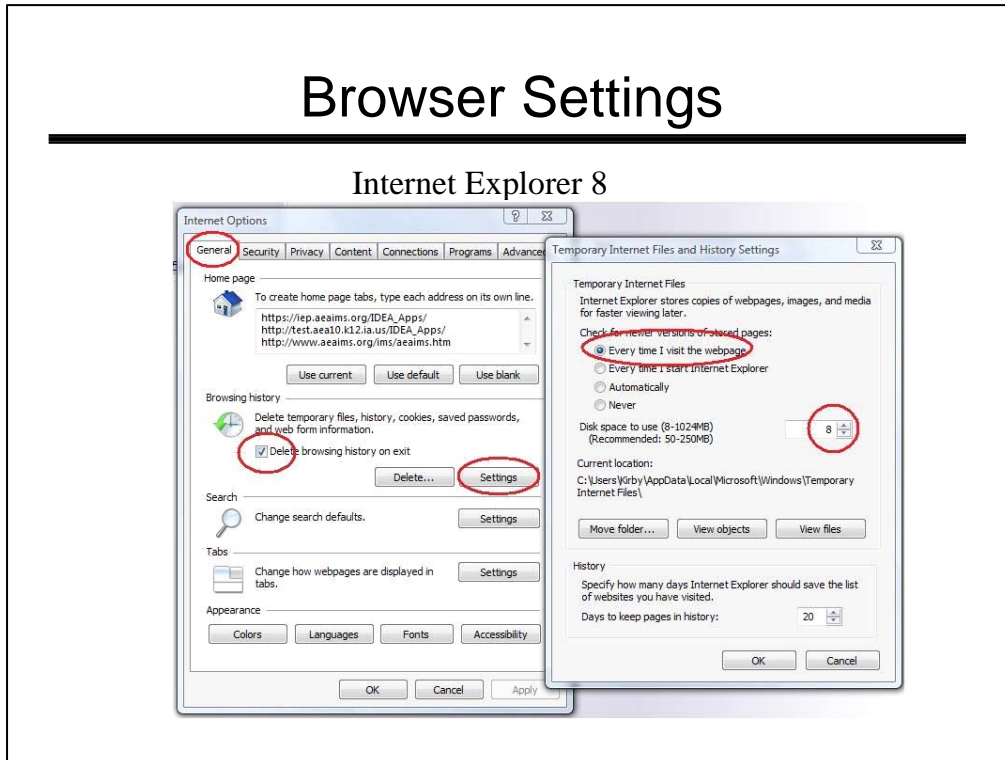 Browser Settings
Internet Explorer 8
Internet Options
General Security Privacy Content Connections Programs Advanced
Home page
To create home page tabs, type each address on its own line.
https://iep.aeaims.org/IDEA_Apps/
http://test.aea10.k12.ia.us/IDEA_Apps/
http://www.aeaims.org/ims/aeaims.htm
Use current Use default Use blank
Browsing history
Delete temporary files, history, cookies, saved passwords,
and web form information.
Delete browsing history on exit
Delete... Settings
Search
Change search defaults.
Settings
Tabs
Change how webpages are displayed in
tabs.
Settings
Appearance
Colors Languages Fonts Accessibility
OK Cancel Apply
Temporary Internet Files and History Settings
Temporary Internet Files
Internet Explorer stores copies of webpages, images, and media
for faster viewing later.
Check for newer versions of stored pages:
Every time I visit the webpage
Every time I start Internet Explorer
Automatically
Never
Disk space to use (8-1024MB)
(Recommended: 50-250MB)
8
Current location:
C:\Users\Kirby\AppData\Local\Microsoft\Windows\Temporary
Internet Files\
Move folder... View objects View files
History
Specify how many days Internet Explorer should save the list
of websites you have visited.
Days to keep pages in history: 20
OK Cancel